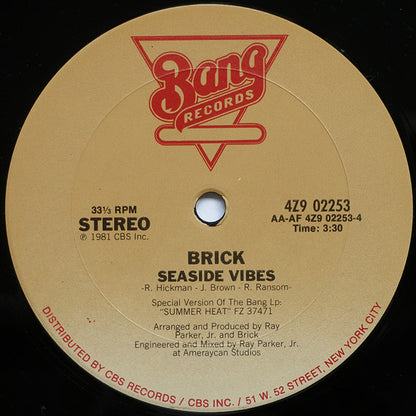 Bang
RECORDS
33⅓ RPM
STEREO
℗ 1981 CBS Inc.
4Z9 02253
AA-AF 4Z9 02253-4
Time: 3:30
BRICK
SEASIDE VIBES
-R. Hickman - J. Brown - R. Ransom-
Special Version Of The Bang Lp:
"SUMMER HEAT" FZ 37471
Arranged and Produced by Ray
Parker, Jr. and Brick
Engineered and Mixed by Ray Parker, Jr.
at Ameraycan Studios
DISTRIBUTED BY CBS RECORDS / CBS INC. / 51 W. 52 STREET, NEW YORK CITY